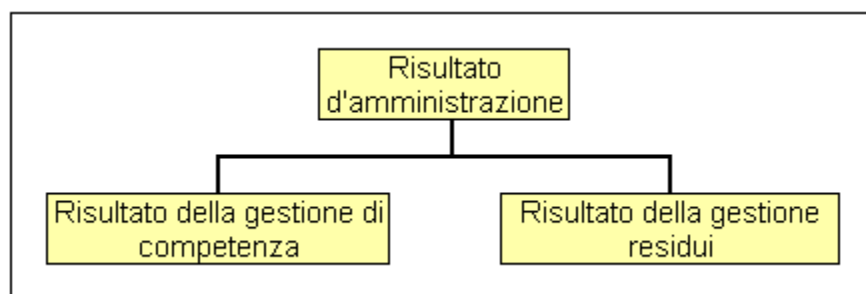 Risultato
d'amministrazione
Risultato della gestione di
competenza
Risultato della gestione
residui